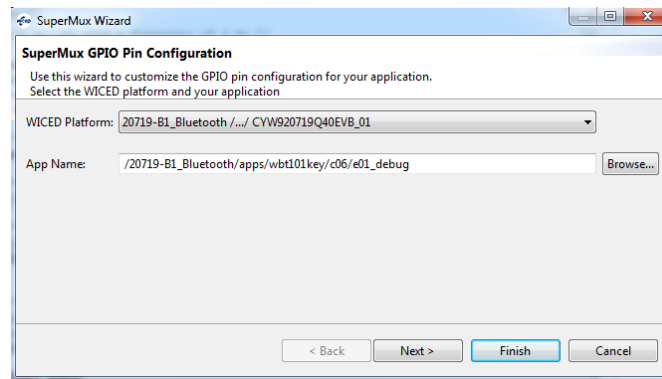 SuperMux Wizard
SuperMux GPIO Pin Configuration
Use this wizard to customize the GPIO pin configuration for your application.
Select the WICED platform and your application
WICED Platform: 20719-B1_Bluetooth /.../ CYW920719Q40EVB_01
App Name: /20719-B1_Bluetooth/apps/wbt101key/c06/e01_debug Browse...
< Back Next > Finish Cancel